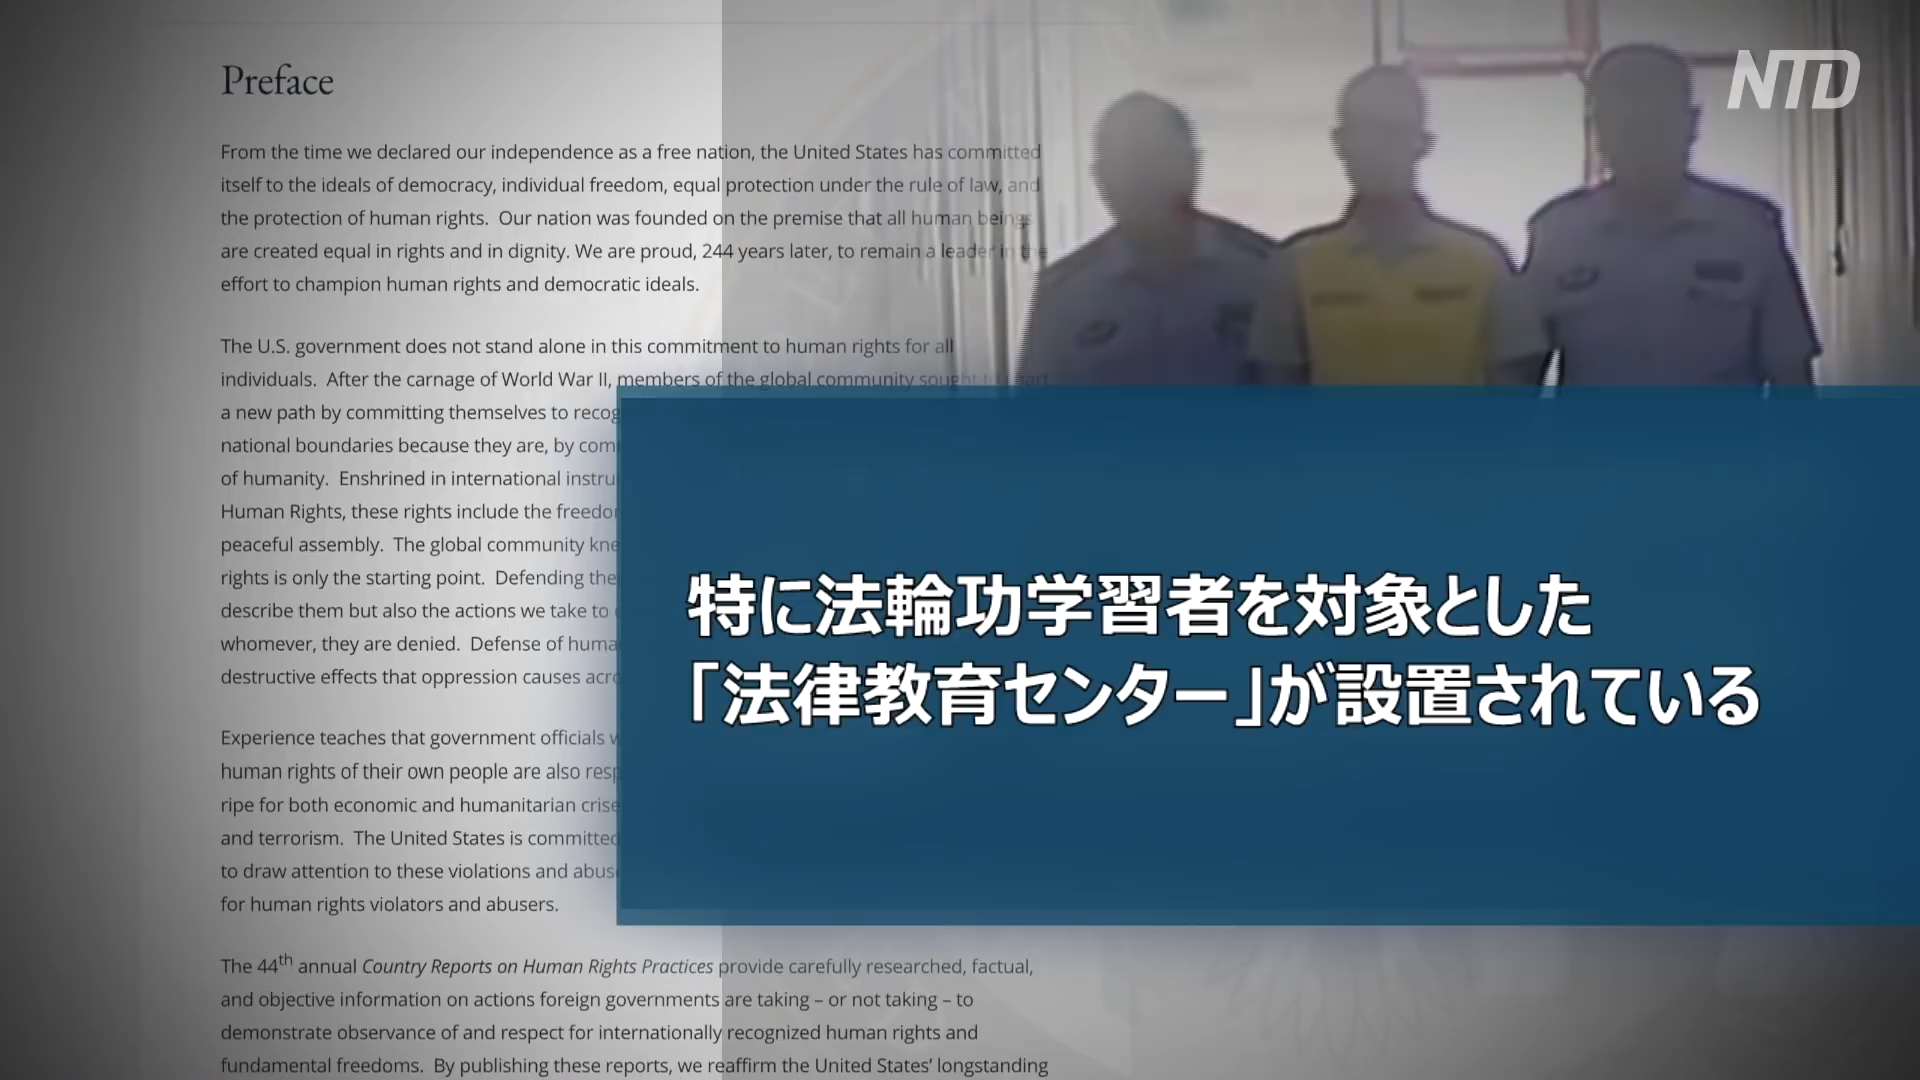 NTD
Preface
From the time we declared our independence as a free nation, the United States has committed
itself to the ideals of democracy, individual freedom, equal protection under the rule of law, and
the protection of human rights. Our nation was founded on the premise that all human beings
are created equal in rights and in dignity. We are proud, 244 years later, to remain a leader in the
effort to champion human rights and democratic ideals.
The U.S. government does not stand alone in this commitment to human rights for all
individuals. After the carnage of World War II, members of the global community sought
a new path by committing themselves to
national boundaries because they are, by
of humanity. Enshrined in international
Human Rights, these rights include the
peaceful assembly. The global community
rights is only the starting point. Defending
describe them but also the actions we take to
whomever, they are denied. Defense of
destructive effects that oppression causes
Experience teaches that government officials
human rights of their own people are also
ripe for both economic and humanitarian
and terrorism. The United States is committed
to draw attention to these violations and
for human rights violators and abusers.
The 44th annual Country Reports on Human Rights Practices provide carefully researched, factual,
and objective information on actions foreign governments are taking – or not taking – to
demonstrate observance of and respect for internationally recognized human rights and
fundamental freedoms. By publishing these reports, we reaffirm the United States’ longstanding
特に法輪功学習者を対象とした
「法律教育センター」が設置されている